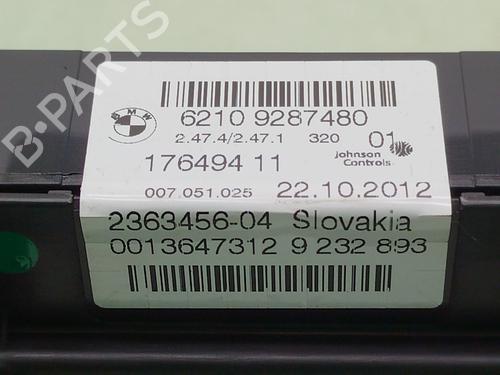 B-PARTS
BMW
6210 9287480
2.47.4/2.47.1 320 01
Johnson Controls
176494 11
007.051.025 22.10.2012
2363456-04 Slovakia
0013647312 9 232 893